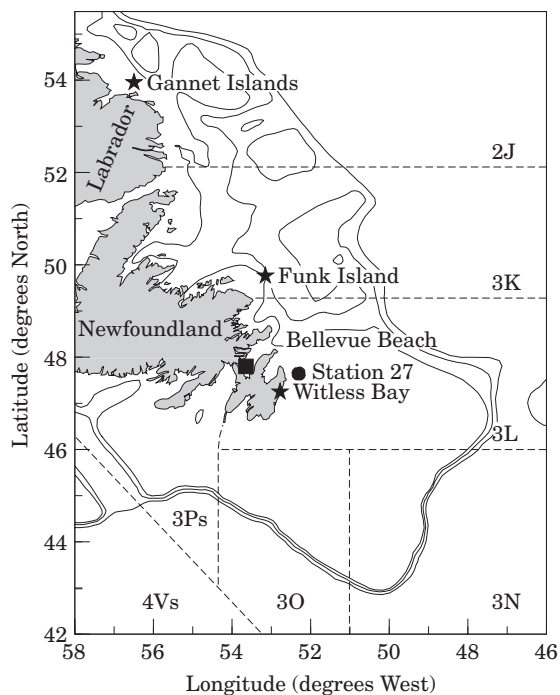 54
Gannet Islands
Labrador
2J
52
Latitude (degrees North)
50
Funk Island
3K
Newfoundland
Bellevue Beach
48
Station 27
Witless Bay
3L
46
3Ps
44
4Vs
3O
3N
42
58
56
54
52
50
48
46
Longitude (degrees West)